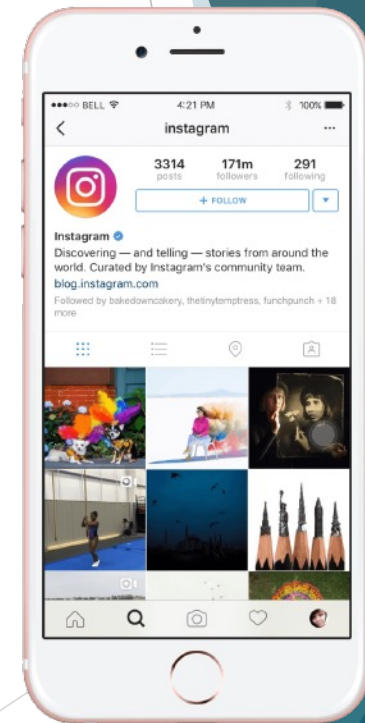 BELL 4:21 PM 100%
instagram
3314 171m 291
posts followers following
+ FOLLOW
Instagram
Discovering — and telling — stories from around the
world. Curated by Instagram's community team.
blog.instagram.com
Followed by bakedowncakery, thetinytemptress, funchpunch + 18
more